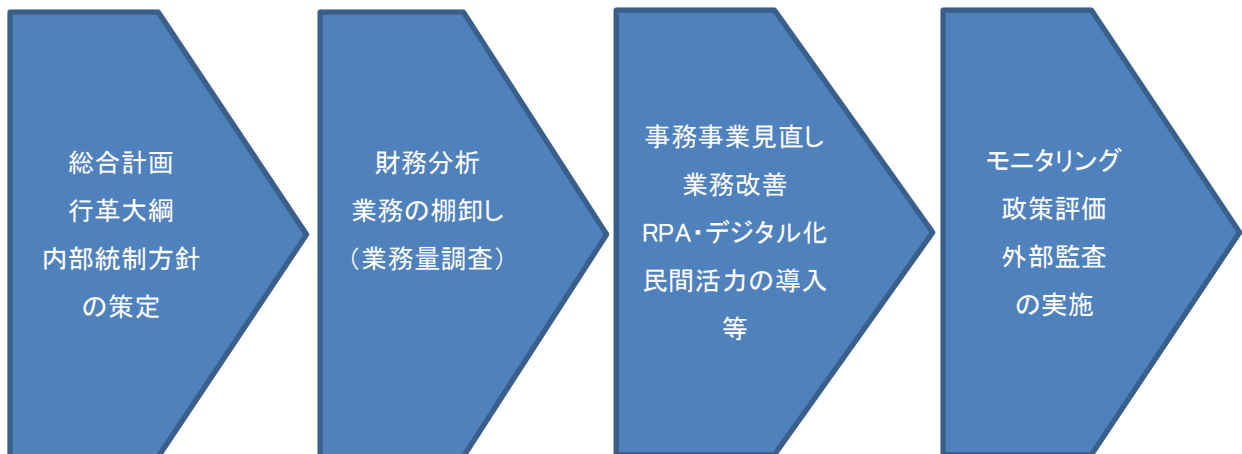 総合計画
行革大綱
内部統制方針
の策定
財務分析
業務の棚卸し
（業務量調査）
事務事業見直し
業務改善
RPA・デジタル化
民間活力の導入
等
モニタリング
政策評価
外部監査
の実施